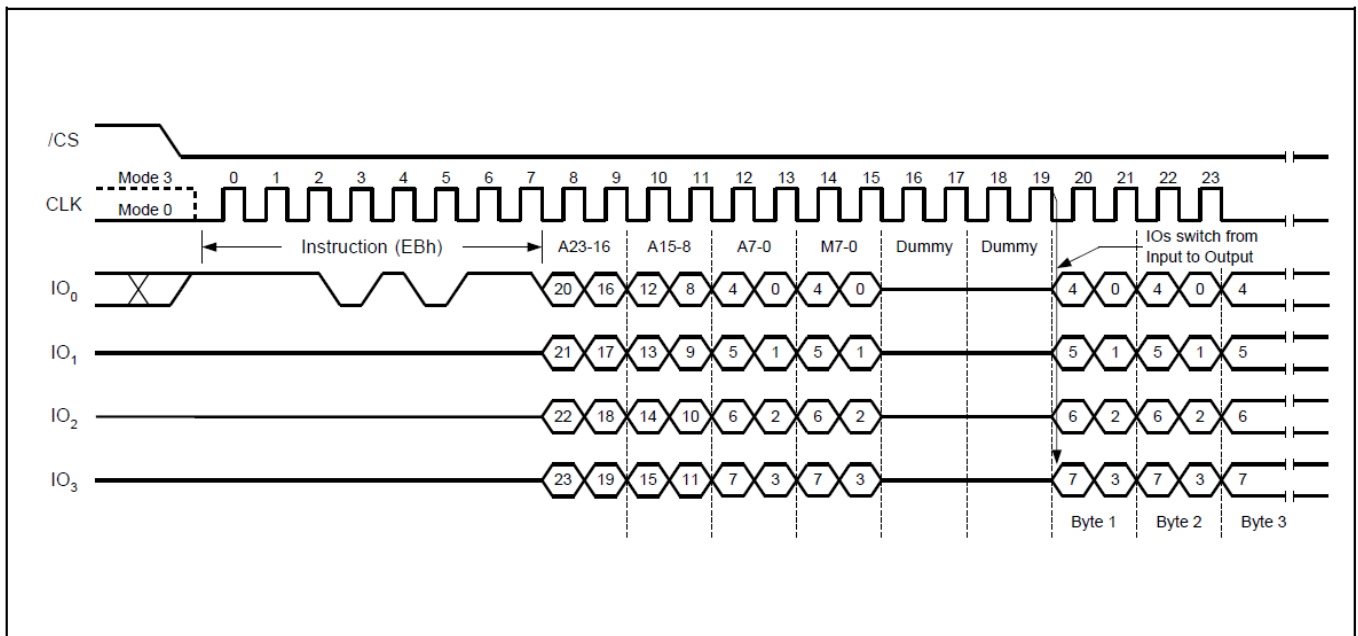 /CS
Mode 3 0 1 2 3 4 5 6 7 8 9 10 11 12 13 14 15 16 17 18 19 20 21 22 23
CLK
Mode 0
Instruction (EBh) A23-16 A15-8 A7-0 M7-0 Dummy Dummy IOs switch from
Input to Output
IO0 20 16 12 8 4 0 4 0 4 0 4 0 4
IO1 21 17 13 9 5 1 5 1 5 1 5 1 5
IO2 22 18 14 10 6 2 6 2 6 2 6 2 6
IO3 23 19 15 11 7 3 7 3 7 3 7 3 7
Byte 1 Byte 2 Byte 3